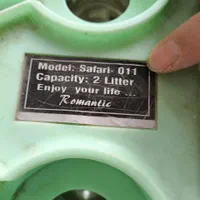 Model: Safari- 011
Capacity: 2 Litter
Enjoy your life ...
Romantic